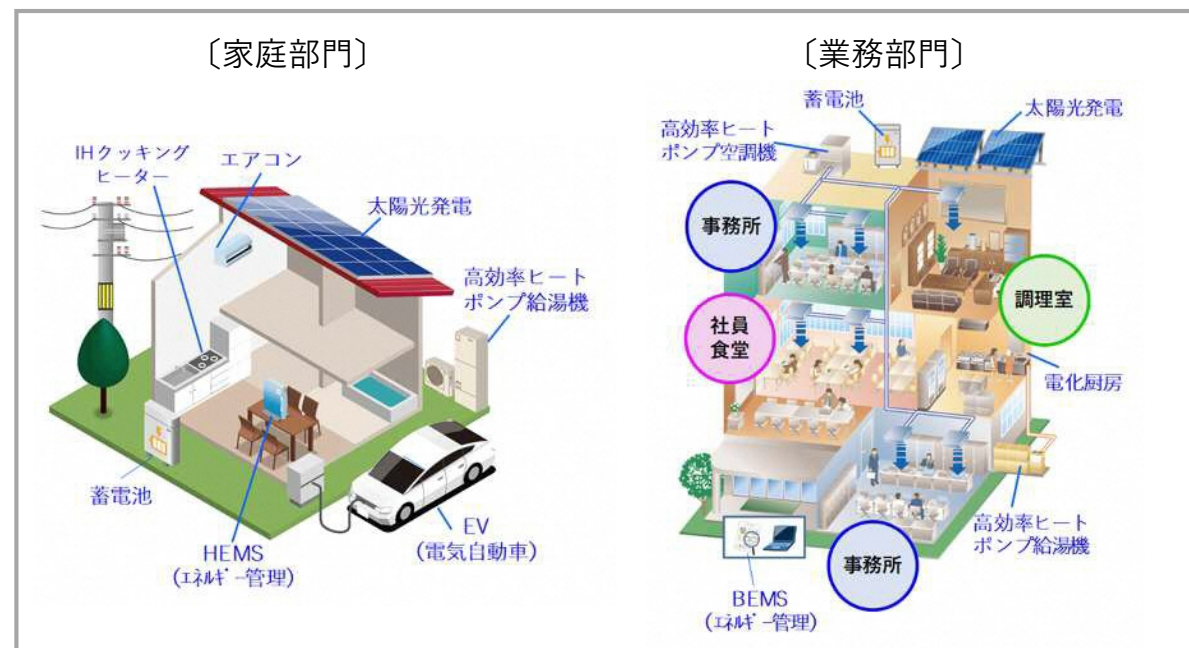 〔家庭部門〕
IHクッキング
ヒーター
エアコン
太陽光発電
高効率ヒート
ポンプ給湯機
蓄電池
HEMS
(ｴﾈﾙｷﾞｰ管理)
EV
(電気自動車)
〔業務部門〕
蓄電池
太陽光発電
高効率ヒート
ポンプ空調機
事務所
調理室
社員
食堂
電化厨房
高効率ヒート
ポンプ給湯機
事務所
BEMS
(ｴﾈﾙｷﾞｰ管理)